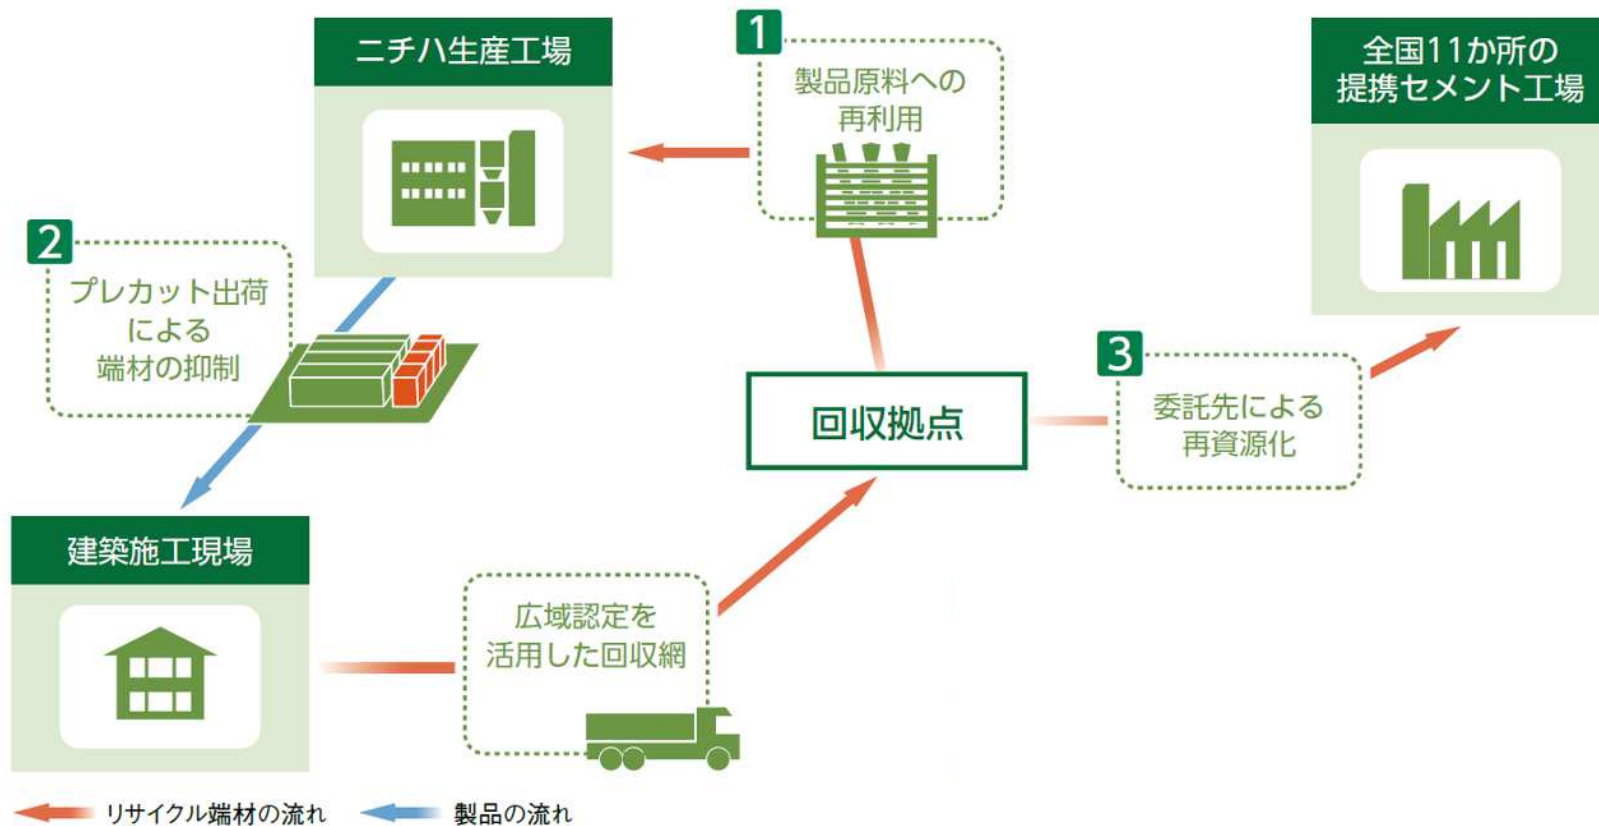 ニチハ生産工場
1
製品原料への
再利用
全国11か所の
提携セメント工場
2
プレカット出荷
による
端材の抑制
3
委託先による
再資源化
回収拠点
建築施工現場
広域認定を
活用した回収網
リサイクル端材の流れ
製品の流れ